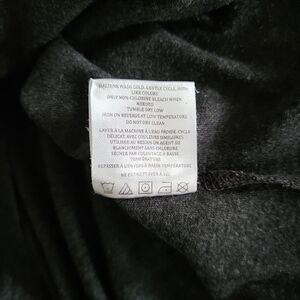 MACHINE WASH COLD, GENTLE CYCLE, WITH
LIKE COLORS
ONLY NON-CHLORINE BLEACH WHEN
NEEDED
TUMBLE DRY LOW
IRON ON REVERSE AT LOW TEMPERATURE
DO NOT DRY CLEAN
LAVER À LA MACHINE À L'EAU FROIDE, CYCLE
DÉLICAT, AVEC COULEURS SIMILAIRES
UTILISER AU BESOIN UN AGENT DE
BLANCHIMENT SANS CHLORURE
SÉCHER PAR CULBUTAGE À BASSE
TEMPÉRATURE
REPASSER À L'ENVERS À BASSE TEMPÉRATURE
NE PAS NETTOYER À SEC